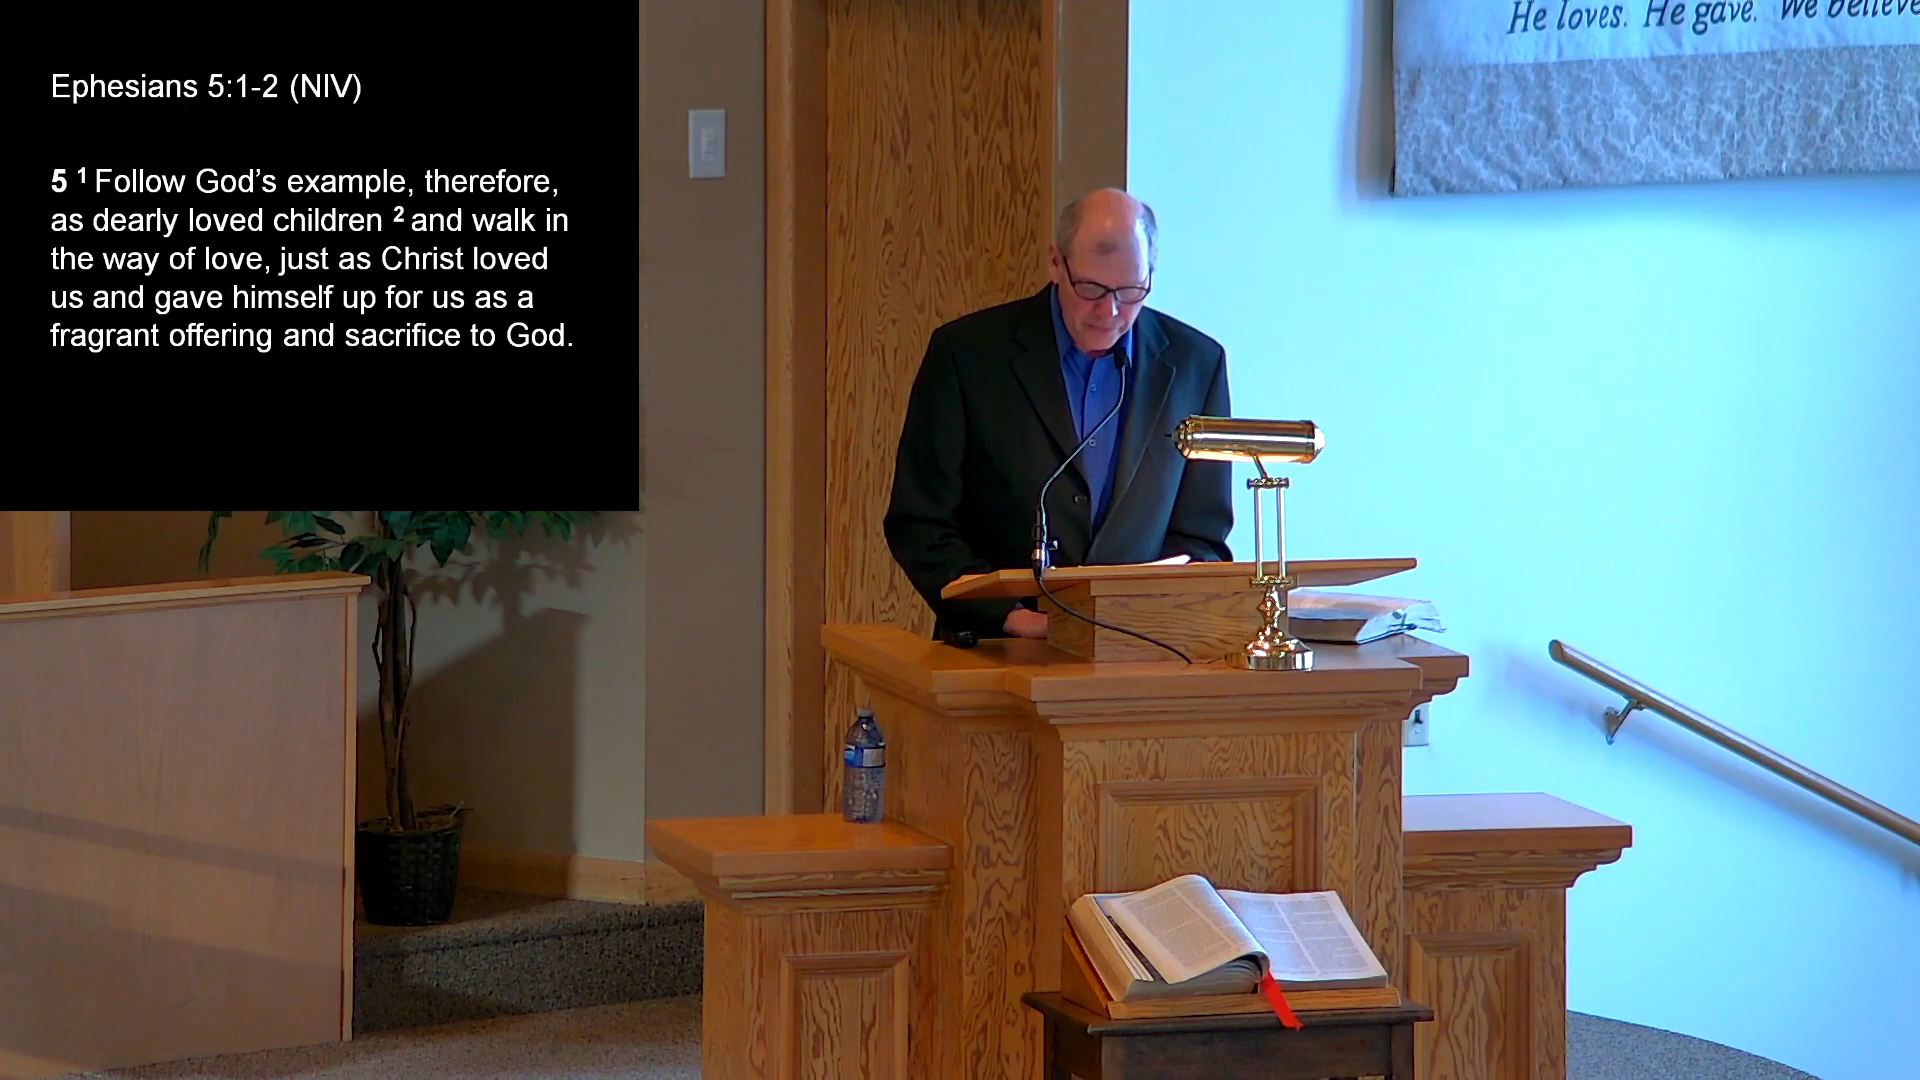 Ephesians 5:1-2 (NIV)
5 1 Follow God’s example, therefore,
as dearly loved children 2 and walk in
the way of love, just as Christ loved
us and gave himself up for us as a
fragrant offering and sacrifice to God.
He loves. He gave. We believe